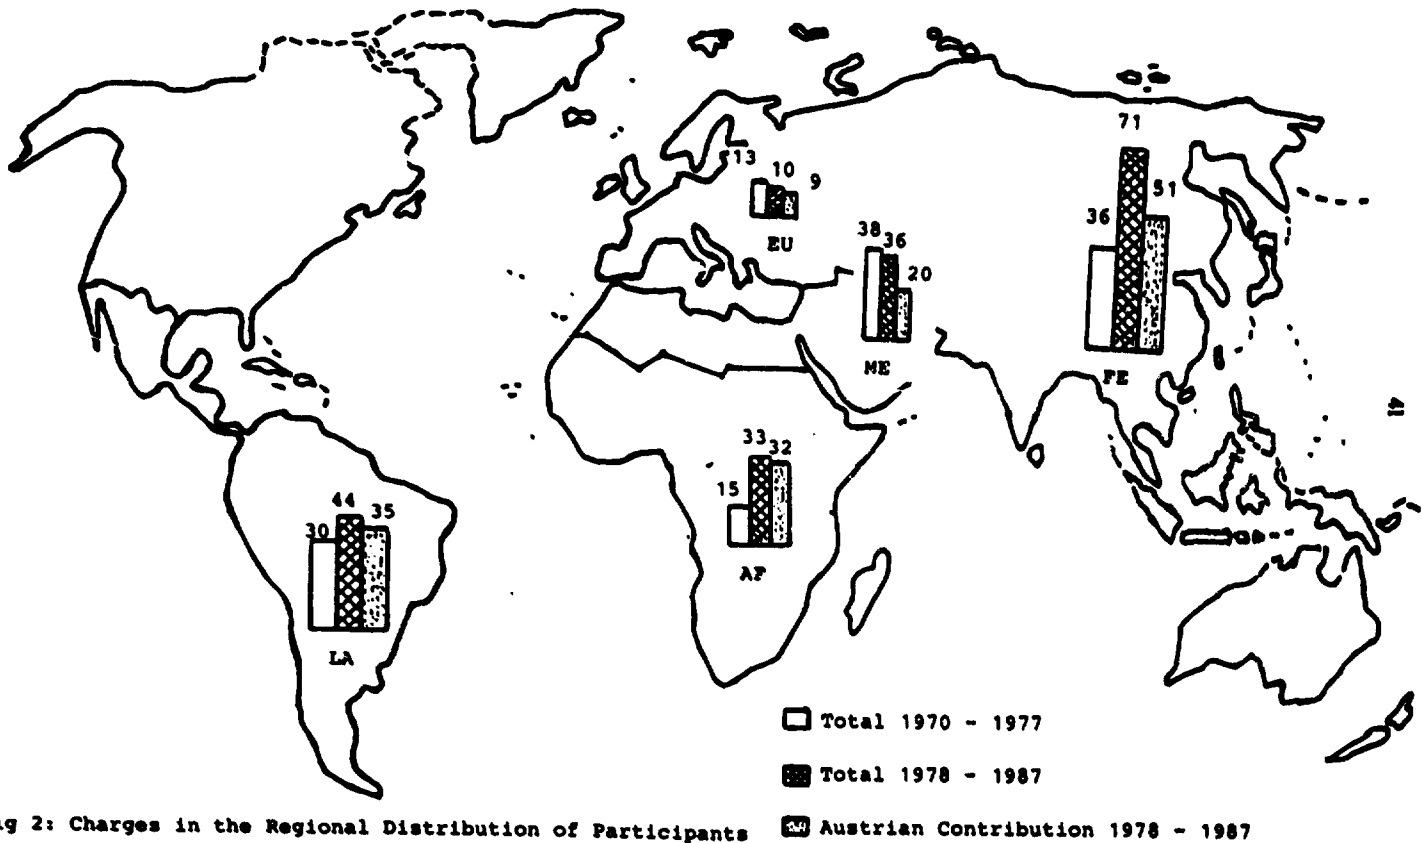 71
13
10
9
51
36
EU
38
36
20
ME
FE
41
33
32
15
44
35
30
AF
LA
Total 1970 - 1977
Total 1978 - 1987
ig 2: Charges in the Regional Distribution of Participants
Austrian Contribution 1978 - 1987